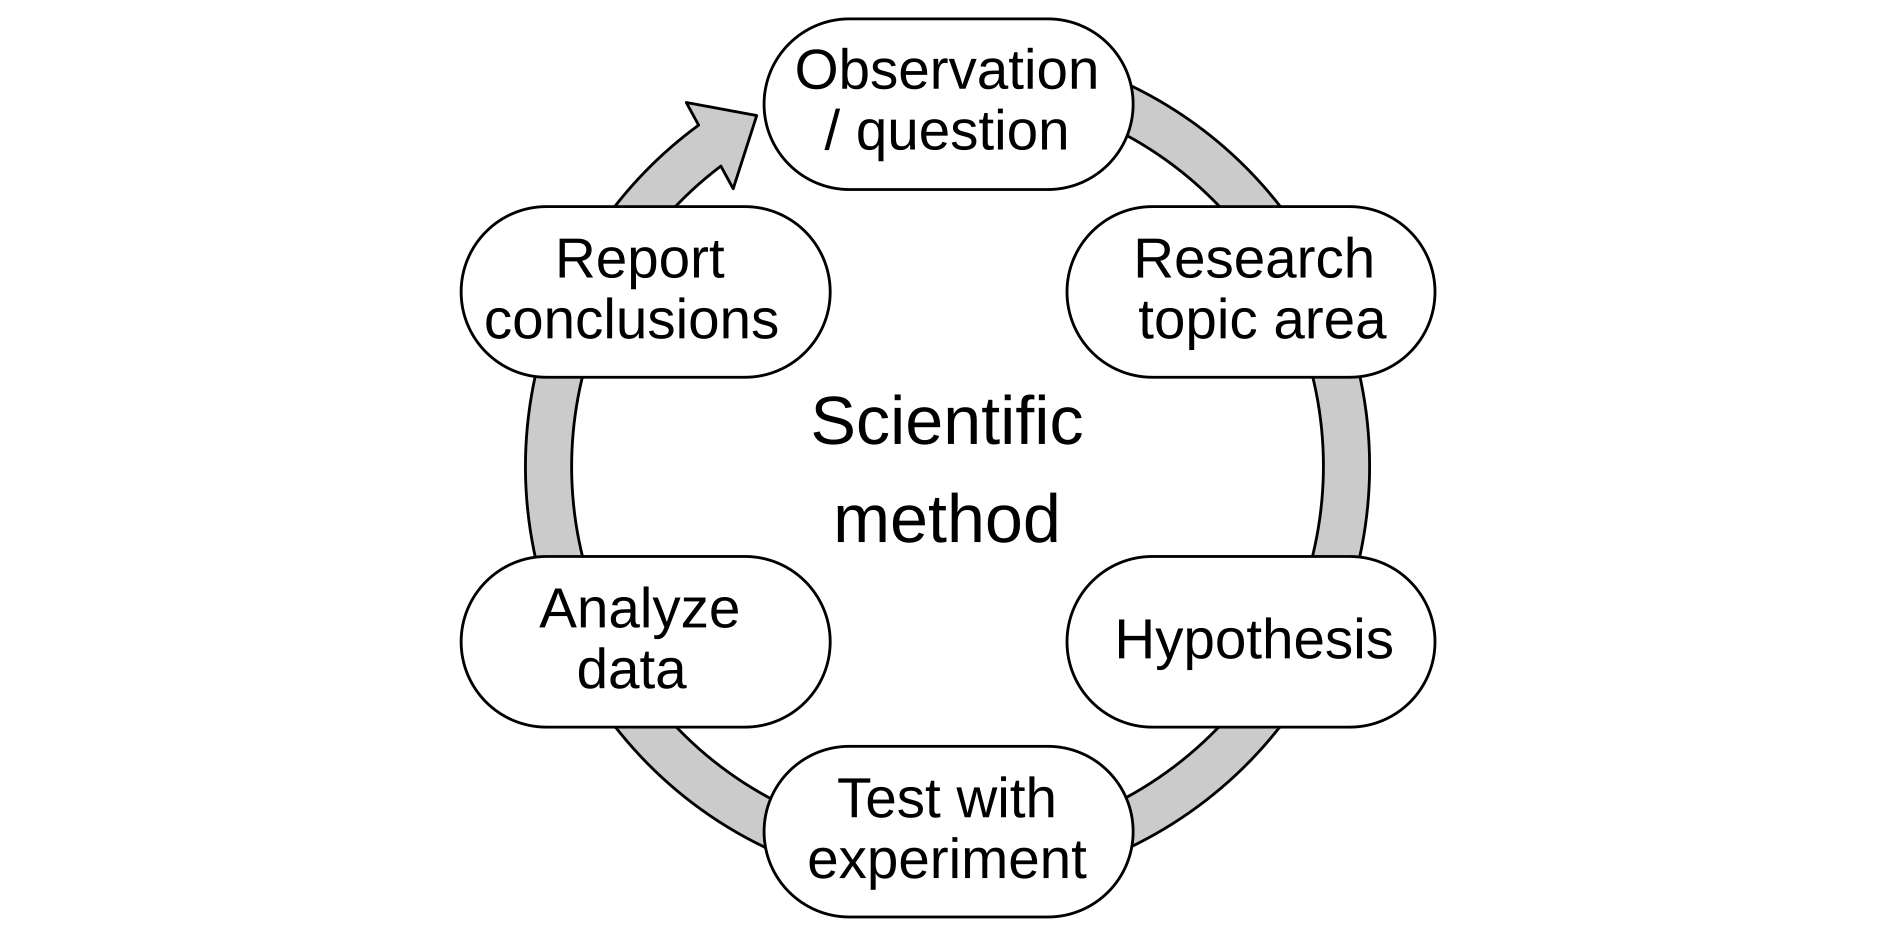 Observation
/ question
Research
topic area
Hypothesis
Test with
experiment
Analyze
data
Report
conclusions
Scientific
method